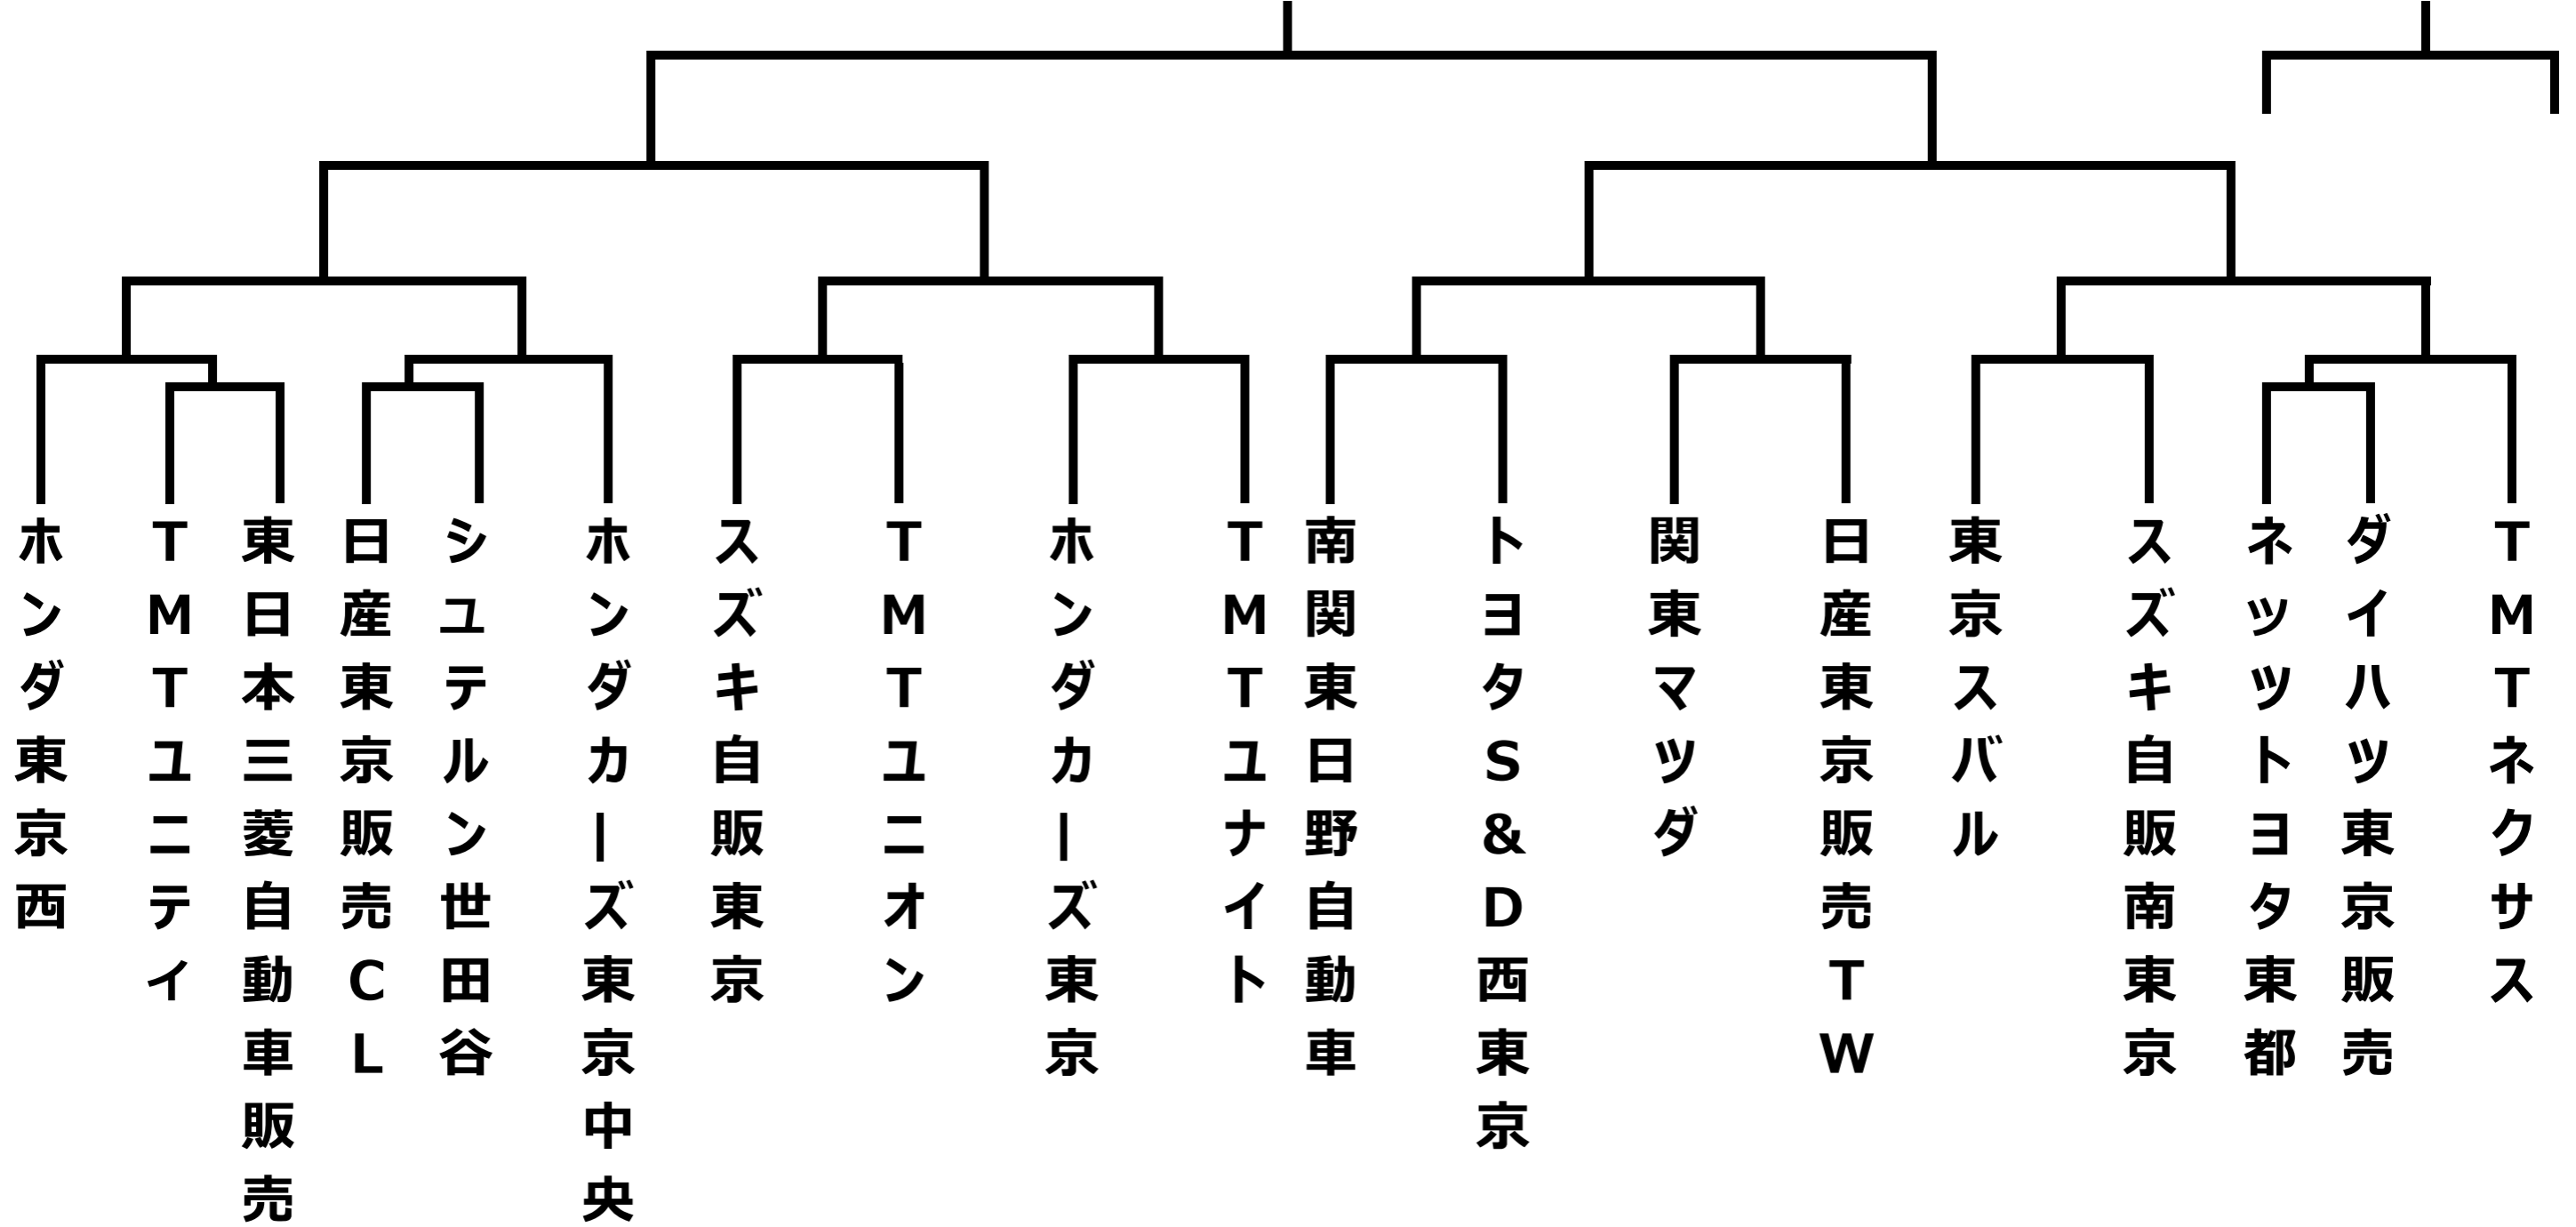 ホンダ東京西
TMTユニテイ
東日本三菱自動車販売
日産東京販売CL
シユテルン世田谷
ホンダカーズ東京中央
スズキ自販東京
TMTユニオン
ホンダカーズ東京
TMTユナイト
南関東日野自動車
トヨタS&D西東京
関東マツダ
日産東京販売TW
東京スバル
スズキ自販南東京
ネッツトヨタ東都
ダイハツ東京販売
TMTネクサス